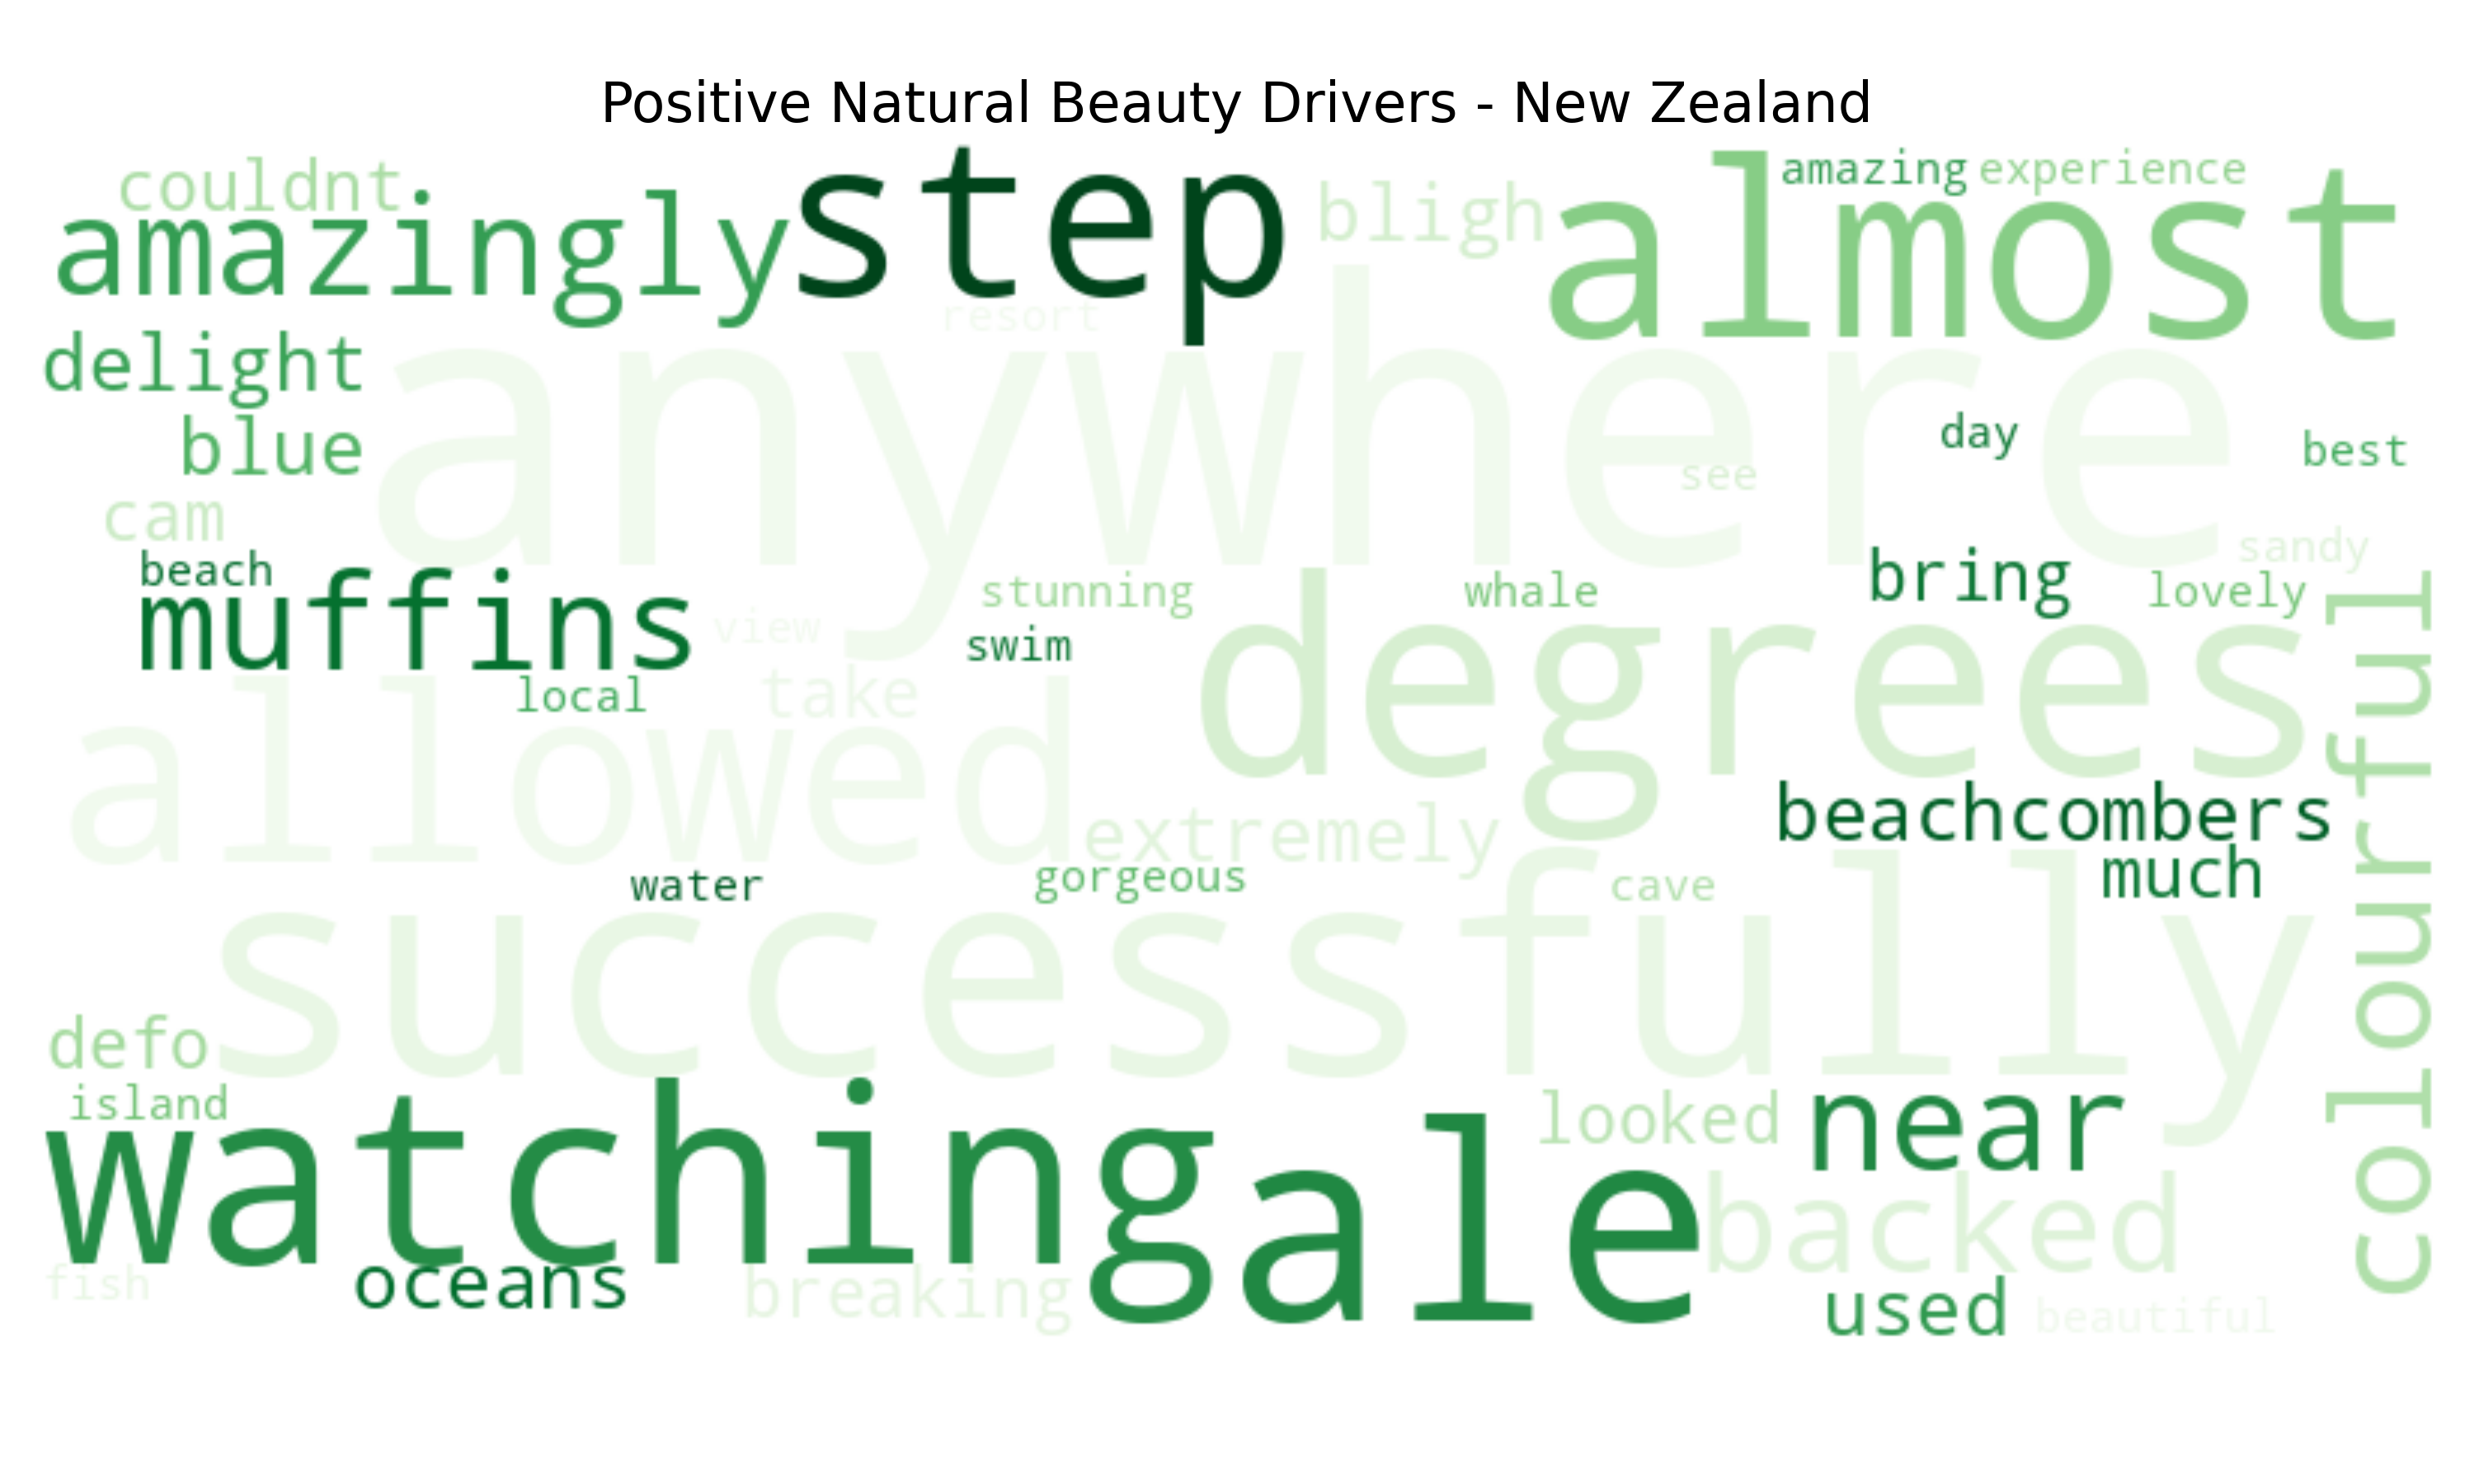 Positive Natural Beauty Drivers - New Zealand
couldnt
amazingly
step
bligh
almost
amazing
experience
resort
delight
anywhere
blue
day
best
see
cam
sandy
beach
muffins
view
stunning
swim
whale
bring
lovely
local
take
degrees
colourful
allowed
extremely
beachcombers
much
water
gorgeous
cave
successfully
defo
island
watching
ale
looked
near
backed
fish
oceans
breaking
used
beautiful